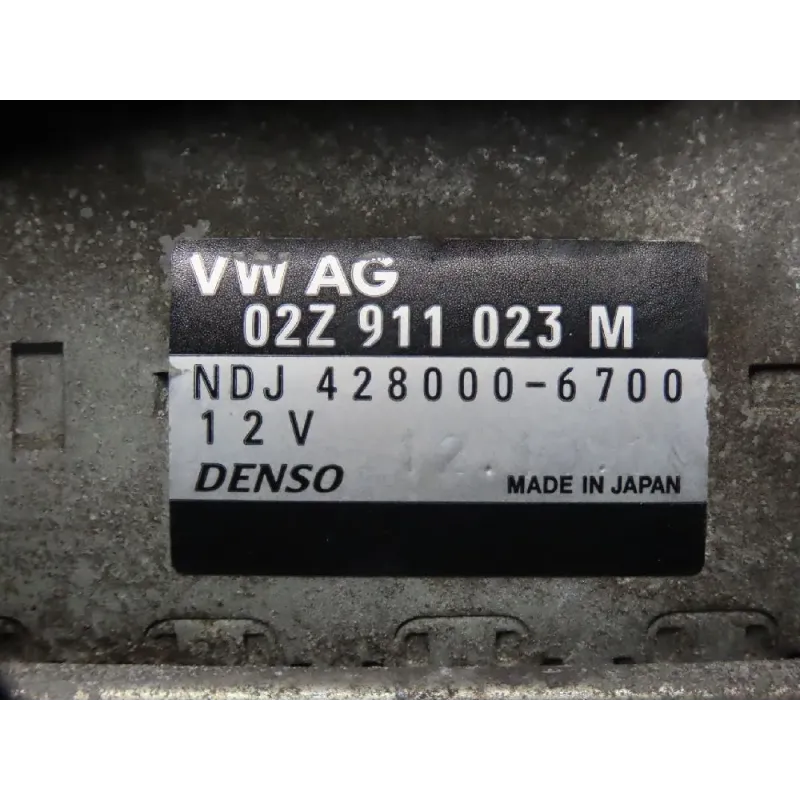 VW AG
02Z 911 023 M
NDJ 428000-6700
12V
DENSO
MADE IN JAPAN